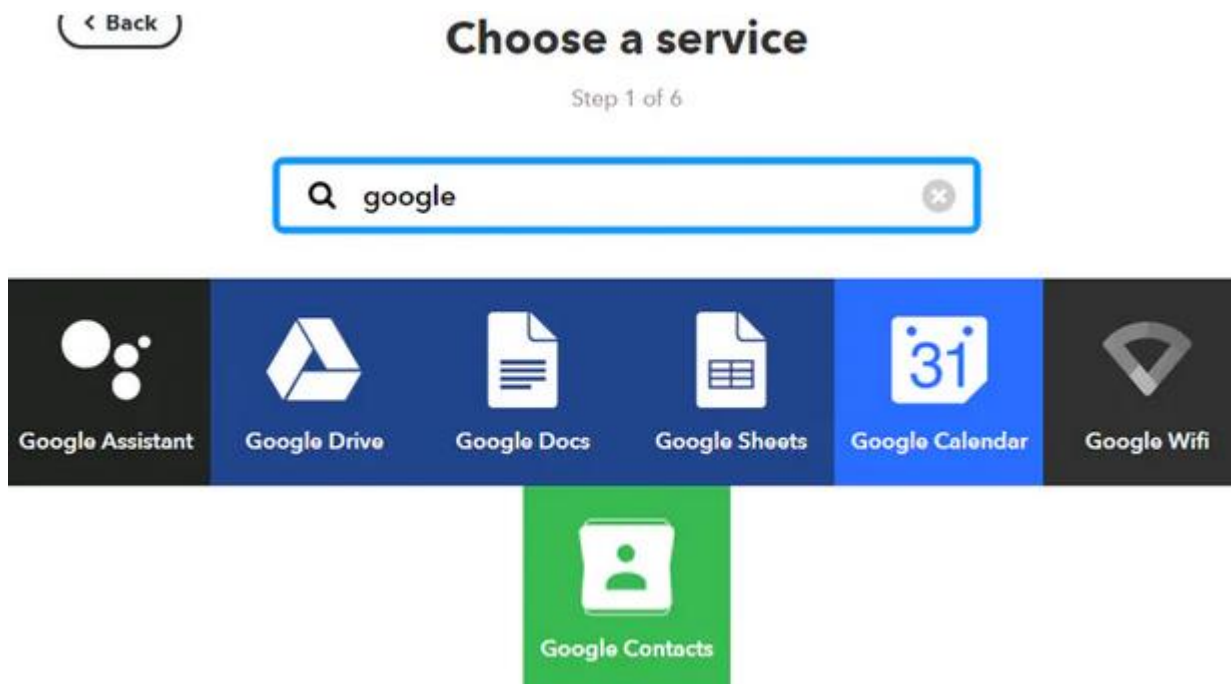 < Back
Choose a service
Step 1 of 6
google
Google Assistant
Google Drive
Google Docs
Google Sheets
31
Google Calendar
Google Wifi
Google Contacts